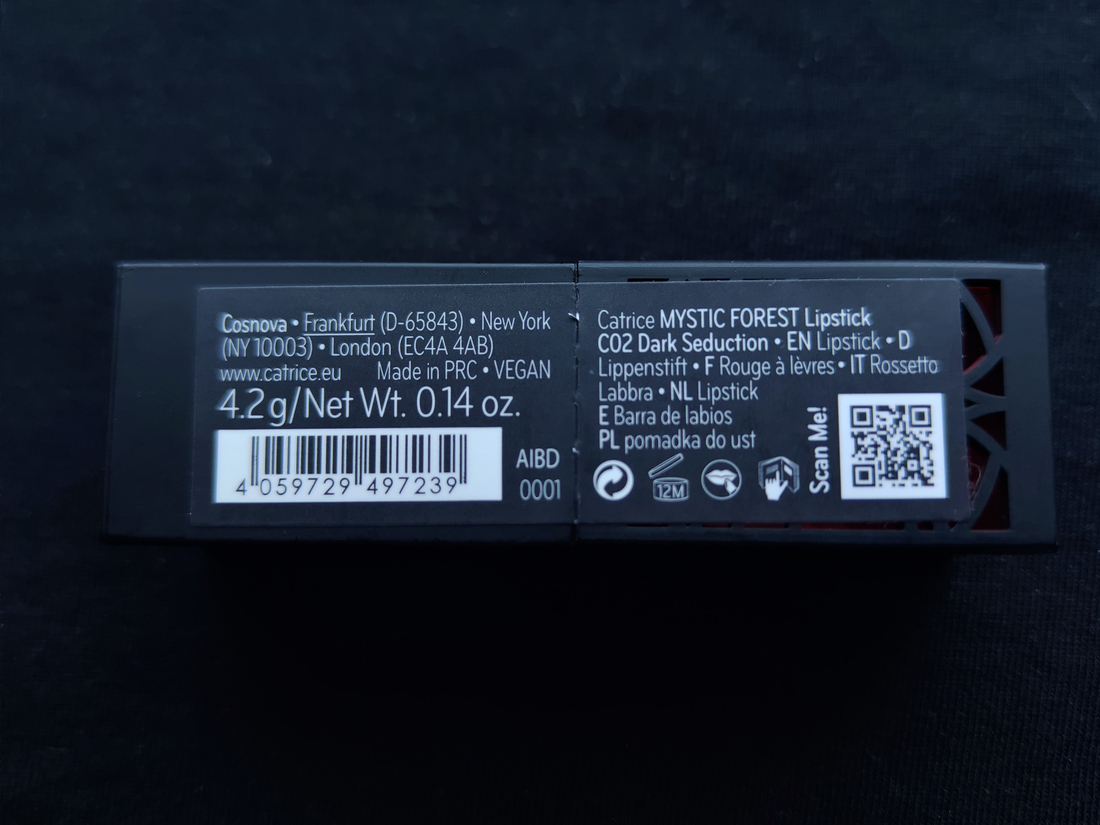 Cosnova • Frankfurt (D-65843) • New York
(NY 10003) • London (EC4A 4AB)
www.catrice.eu Made in PRC • VEGAN
4.2 g/Net Wt. 0.14 oz.
4 059729 497239
AIBD
0001
Catrice MYSTIC FOREST Lipstick
C02 Dark Seduction • EN Lipstick • D
Lippenstift • F Rouge à lèvres • IT Rossetto
Labbra • NL Lipstick
E Barra de labios
PL pomadka do ust
12M
Scan Me!